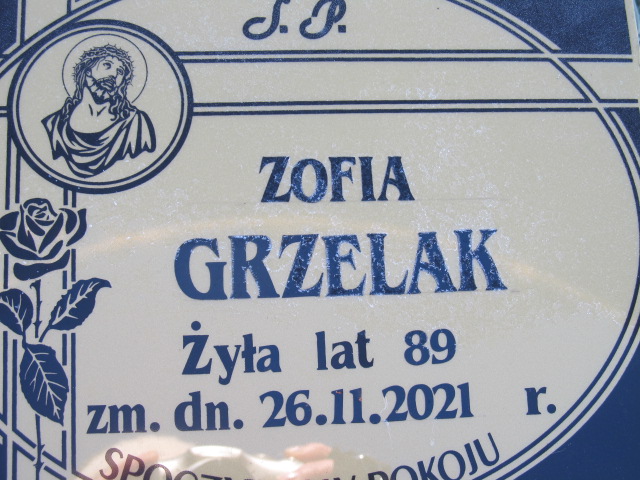 Ś. P.
ZOFIA
GRZELAK
Żyła lat 89
zm. dn. 26.11.2021 r.
POKOJU